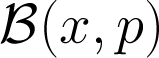 ℬ(x, p)